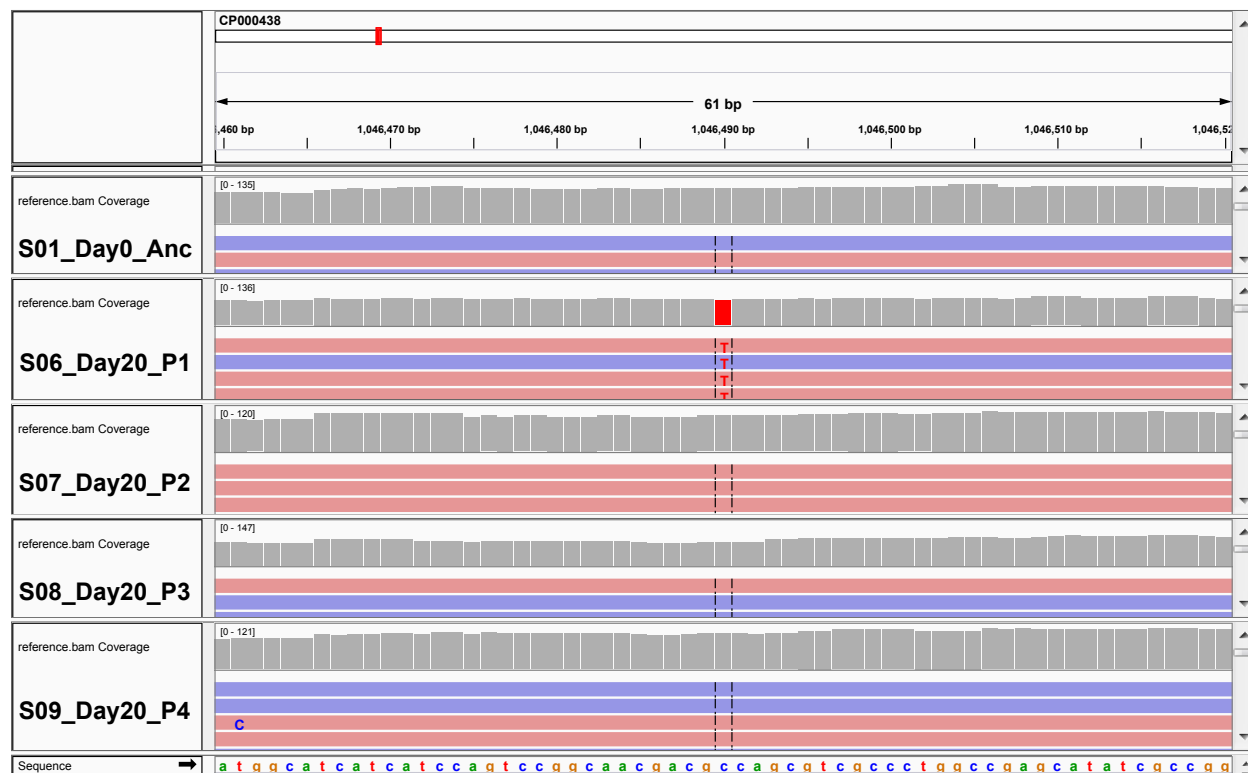 CP000438
61 bp
,460 bp 1,046,470 bp 1,046,480 bp 1,046,490 bp 1,046,500 bp 1,046,510 bp 1,046,52
[0 - 135]
reference.bam Coverage
S01_Day0_Anc
[0 - 136]
reference.bam Coverage
S06_Day20_P1
T
T
T
T
[0 - 120]
reference.bam Coverage
S07_Day20_P2
[0 - 147]
reference.bam Coverage
S08_Day20_P3
[0 - 121]
reference.bam Coverage
S09_Day20_P4
C
Sequence a t g g c a t c a t c a t c c a g t c c g g c a a c g a c g c c a g c g t c g c c c t g g c c g a g c a t a t c g c c g g